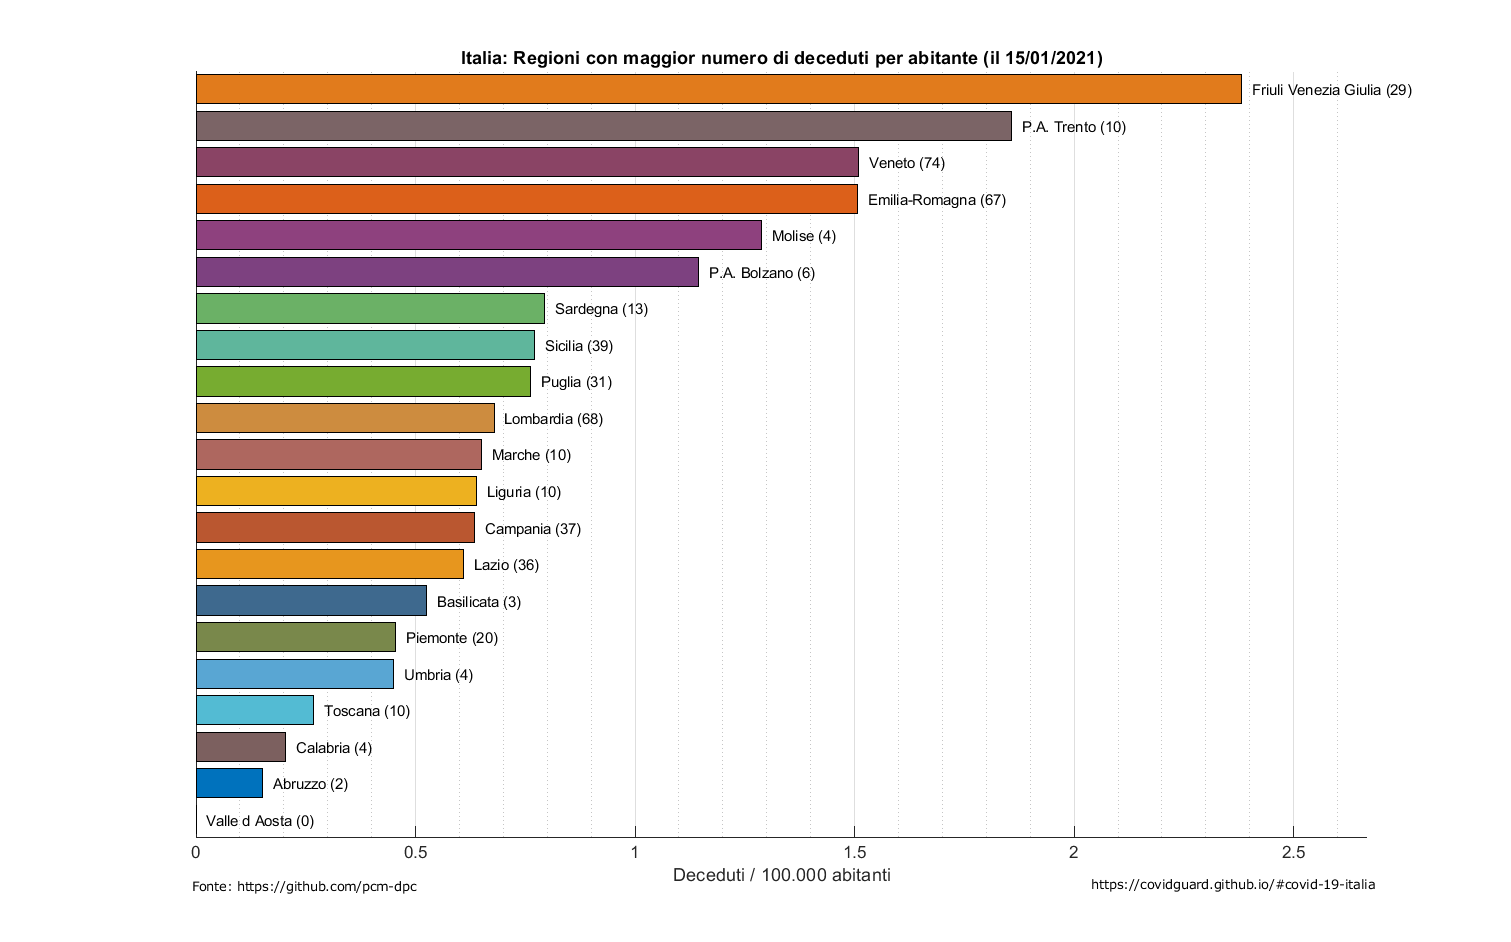 Italia: Regioni con maggior numero di deceduti per abitante (il 15/01/2021)
Friuli Venezia Giulia (29)
P.A. Trento (10)
Veneto (74)
Emilia-Romagna (67)
Molise (4)
P.A. Bolzano (6)
Sardegna (13)
Sicilia (39)
Puglia (31)
Lombardia (68)
Marche (10)
Liguria (10)
Campania (37)
Lazio (36)
Basilicata (3)
Piemonte (20)
Umbria (4)
Toscana (10)
Calabria (4)
Abruzzo (2)
Valle d Aosta (0)
0 0.5 1 1.5 2 2.5
Deceduti / 100.000 abitanti
Fonte: https://github.com/pcm-dpc
https://covidguard.github.io/#covid-19-italia